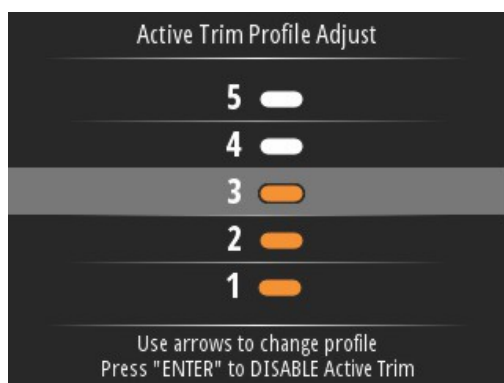 Active Trim Profile Adjust
5
4
3
2
1
Use arrows to change profile
Press "ENTER" to DISABLE Active Trim